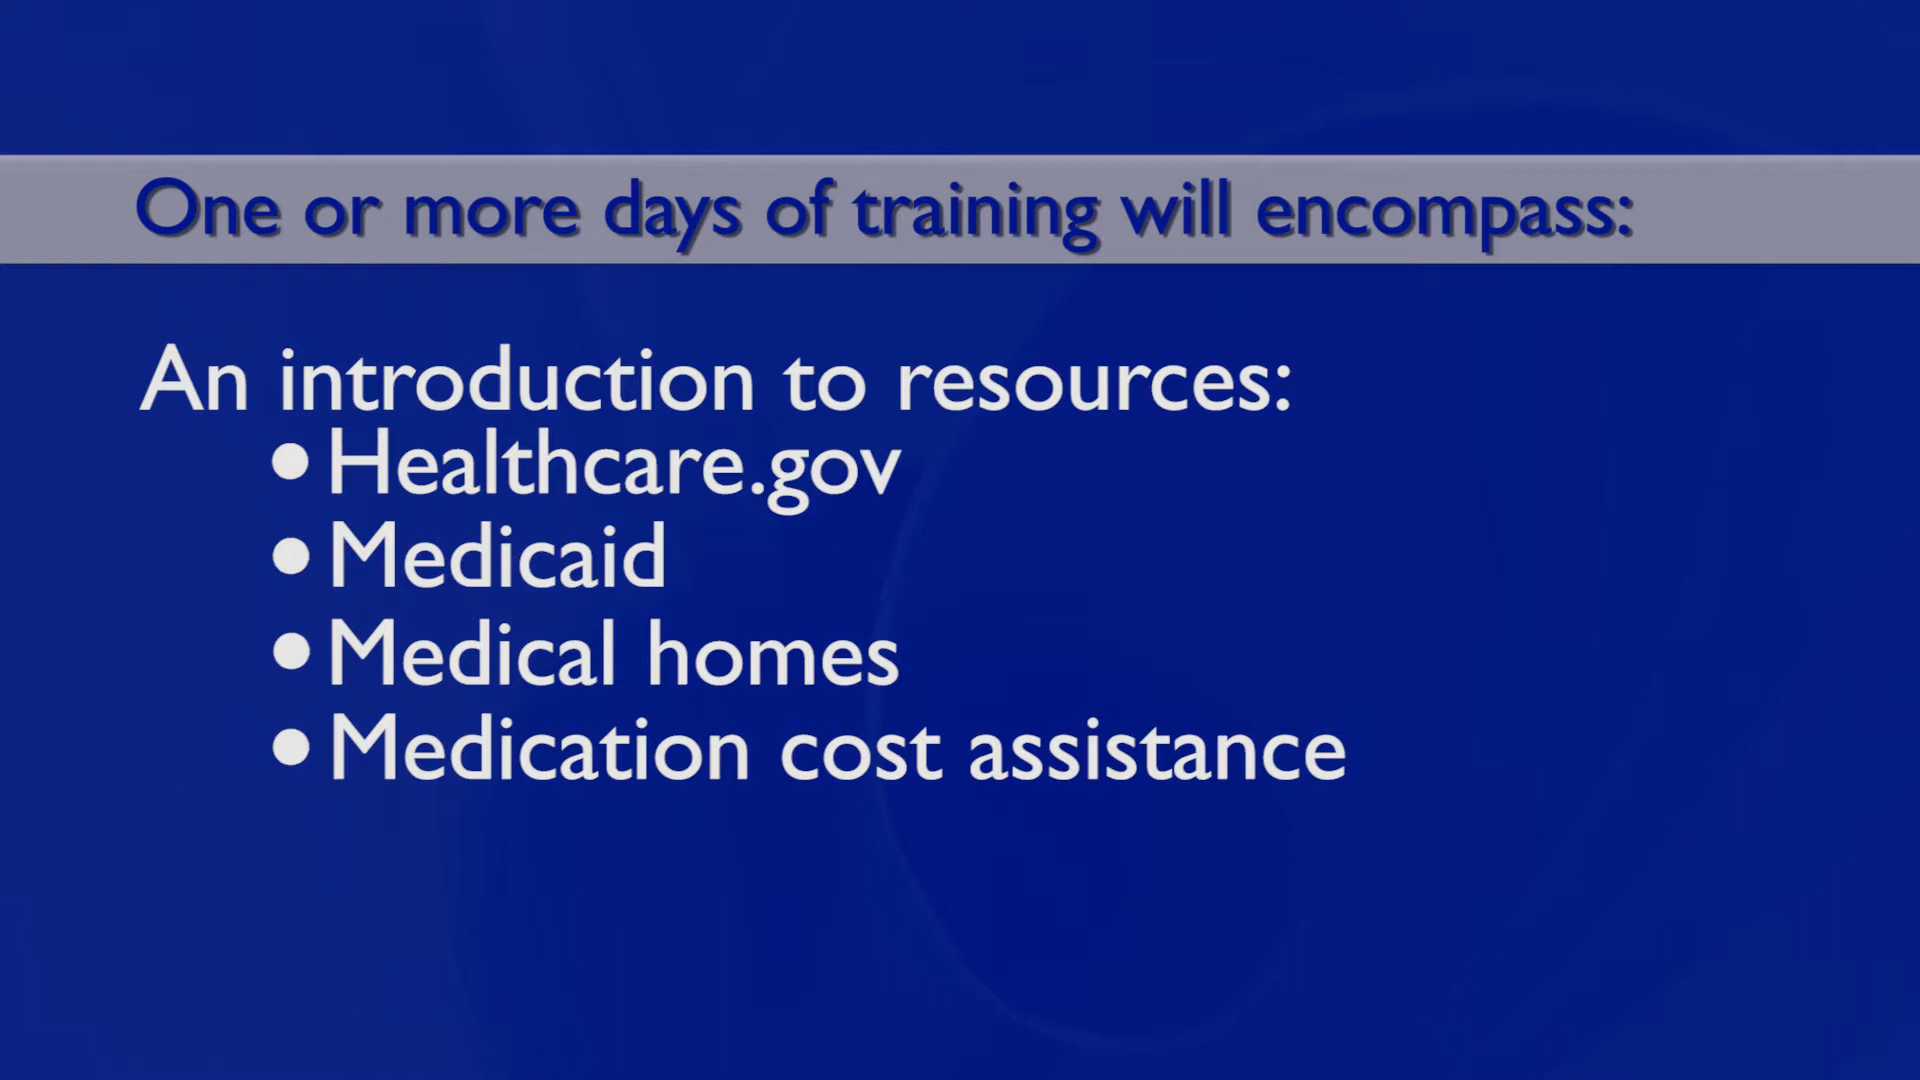 One or more days of training will encompass:
An introduction to resources:
• Healthcare.gov
• Medicaid
• Medical homes
• Medication cost assistance